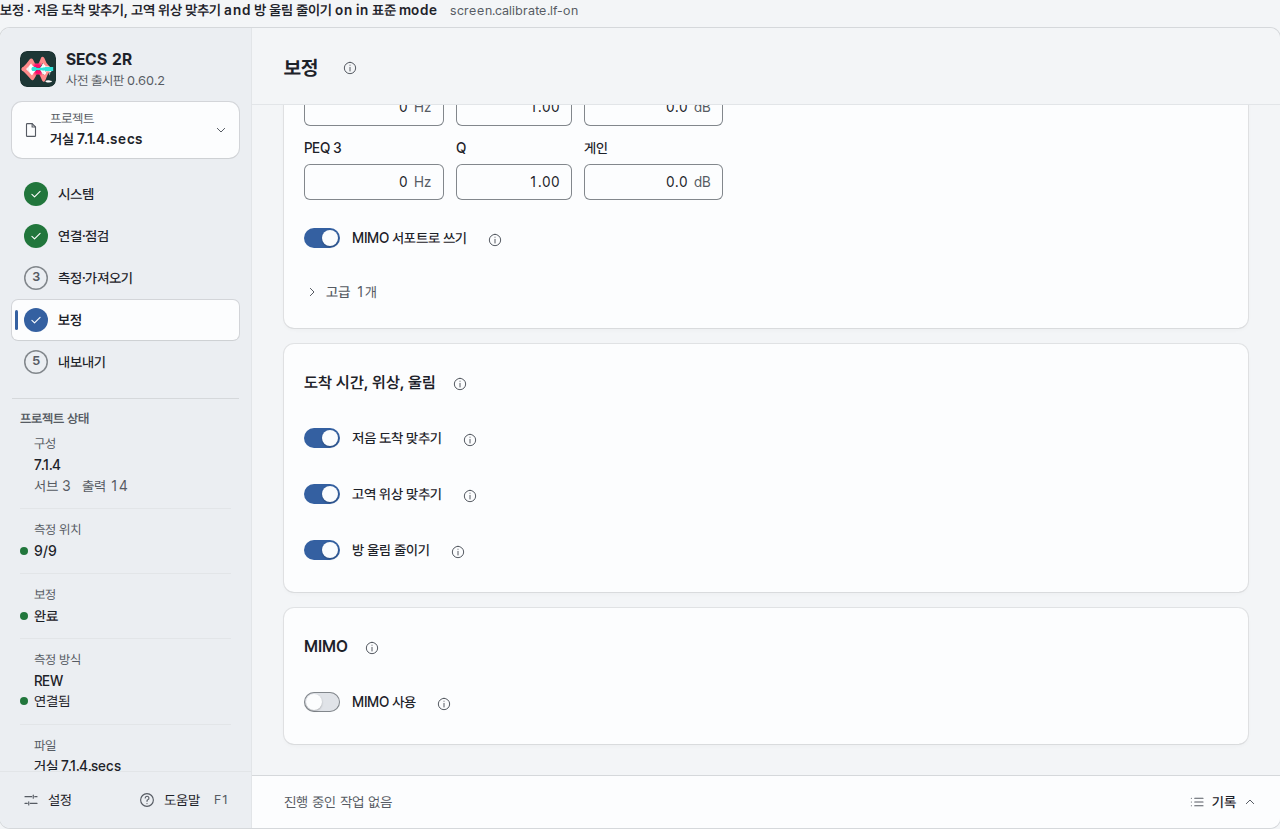 보정 · 저음 도착 맞추기, 고역 위상 맞추기 and 방 울림 줄이기 on in 표준 mode screen.calibrate.lf-on
SECS 2R
사전 출시판 0.60.2
프로젝트
거실 7.1.4.secs
시스템
연결·점검
3 측정·가져오기
보정
5 내보내기
프로젝트 상태
구성
7.1.4
서브 3 출력 14
측정 위치
9/9
보정
완료
측정 방식
REW
연결됨
파일
거실 7.1.4.secs
설정 도움말 F1
보정
0 Hz 1.00 0.0 dB
PEQ 3 Q 게인
0 Hz 1.00 0.0 dB
MIMO 서포트로 쓰기
고급 1개
도착 시간, 위상, 울림
저음 도착 맞추기
고역 위상 맞추기
방 울림 줄이기
MIMO
MIMO 사용
진행 중인 작업 없음 기록